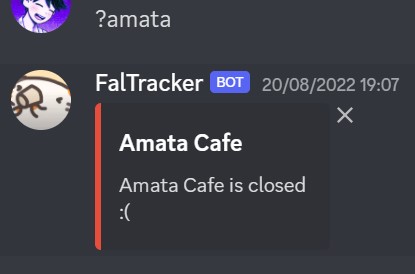 ?amata
FalTracker BOT 20/08/2022 19:07
Amata Cafe
Amata Cafe is closed
:(